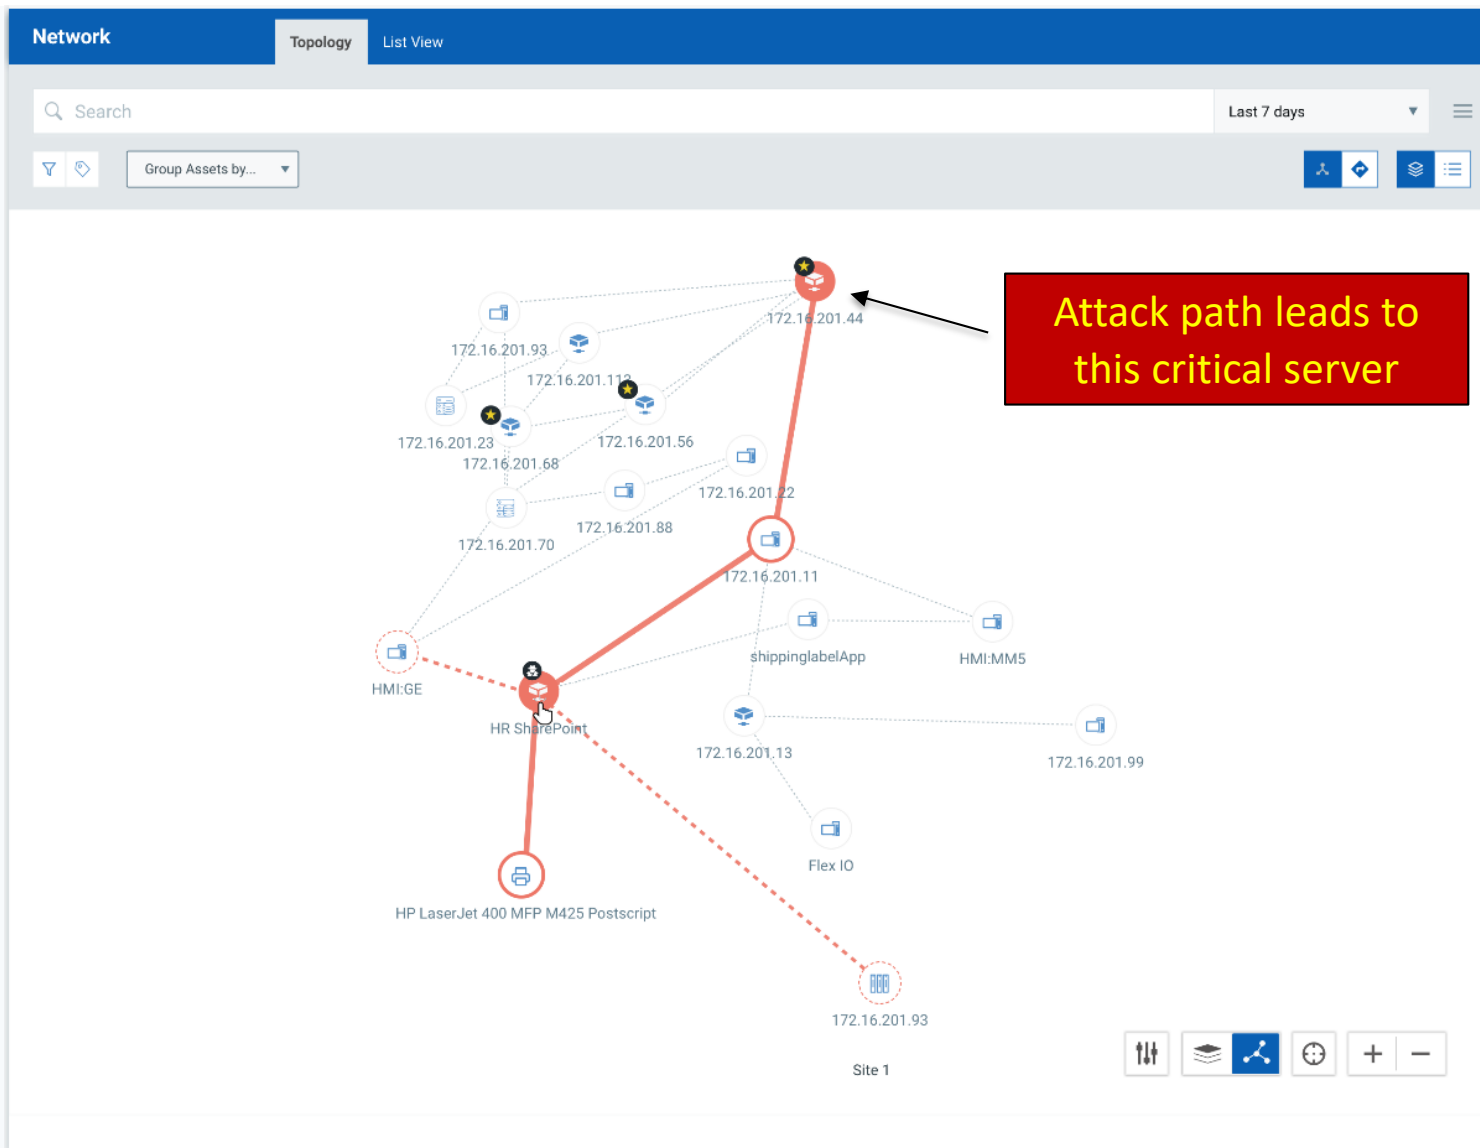 Network
Topology
List View
Search
Last 7 days
Group Assets by...
172.16.201.44
Attack path leads to
this critical server
172.16.201.93
172.16.201.113
172.16.201.23
172.16.201.56
172.16.201.68
172.16.201.22
172.16.201.88
172.16.201.70
172.16.201.11
shippinglabelApp
HMI:MM5
HMI:GE
HR SharePoint
172.16.201.13
172.16.201.99
Flex IO
HP LaserJet 400 MFP M425 Postscript
172.16.201.93
Site 1